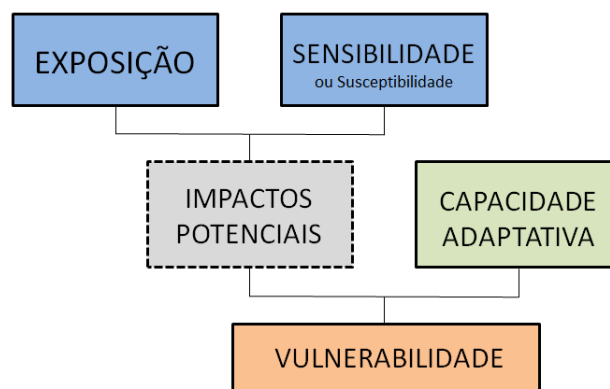 EXPOSIÇÃO
SENSIBILIDADE
ou Susceptibilidade
IMPACTOS
POTENCIAIS
CAPACIDADE
ADAPTATIVA
VULNERABILIDADE